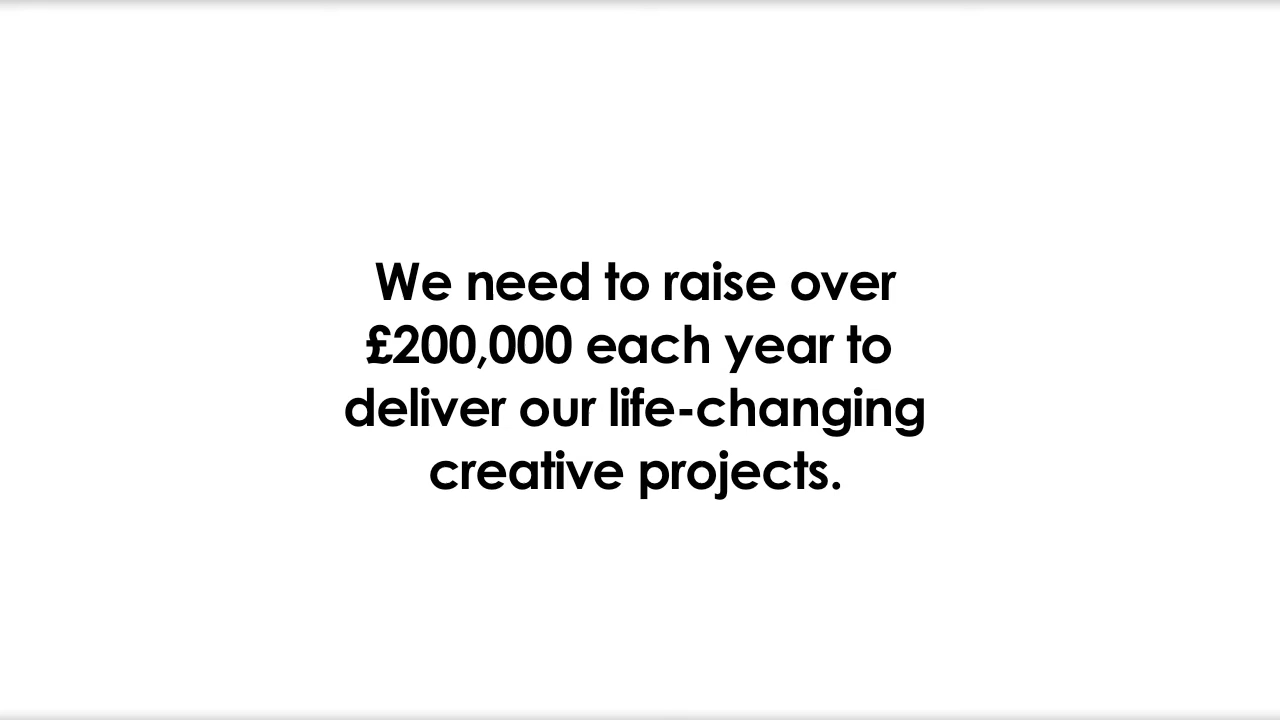 We need to raise over
£200,000 each year to
deliver our life-changing
creative projects.